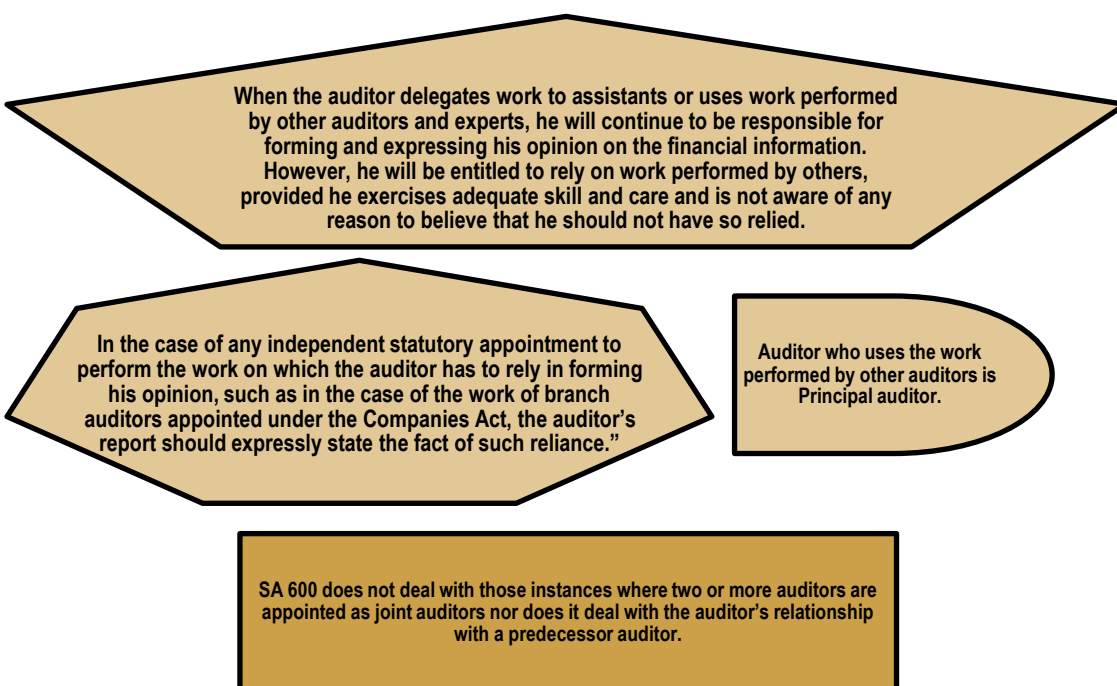 When the auditor delegates work to assistants or uses work performed
by other auditors and experts, he will continue to be responsible for
forming and expressing his opinion on the financial information.
However, he will be entitled to rely on work performed by others,
provided he exercises adequate skill and care and is not aware of any
reason to believe that he should not have so relied.
In the case of any independent statutory appointment to
perform the work on which the auditor has to rely in forming
his opinion, such as in the case of the work of branch
auditors appointed under the Companies Act, the auditor’s
report should expressly state the fact of such reliance.”
Auditor who uses the work
performed by other auditors is
Principal auditor.
SA 600 does not deal with those instances where two or more auditors are
appointed as joint auditors nor does it deal with the auditor’s relationship
with a predecessor auditor.